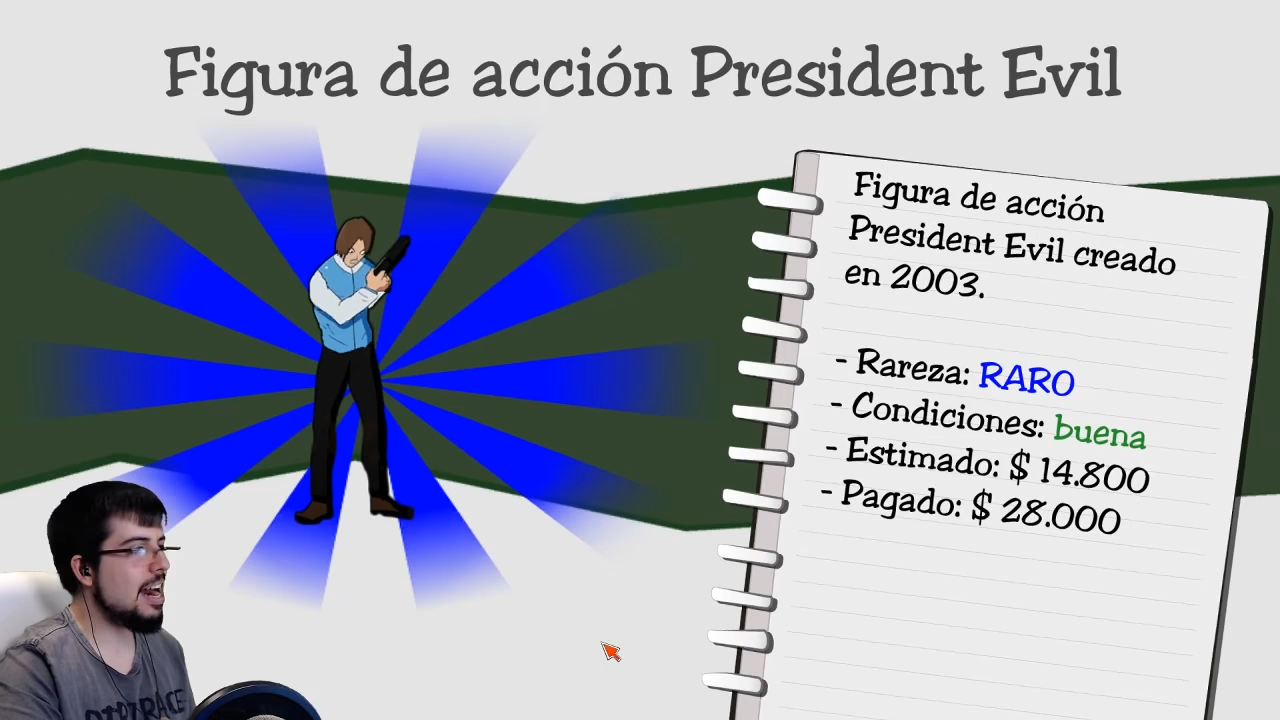 Figura de acción President Evil
Figura de acción
President Evil creado
en 2003.
- Rareza: RARO
- Condiciones: buena
- Estimado: $ 14.800
- Pagado: $ 28.000